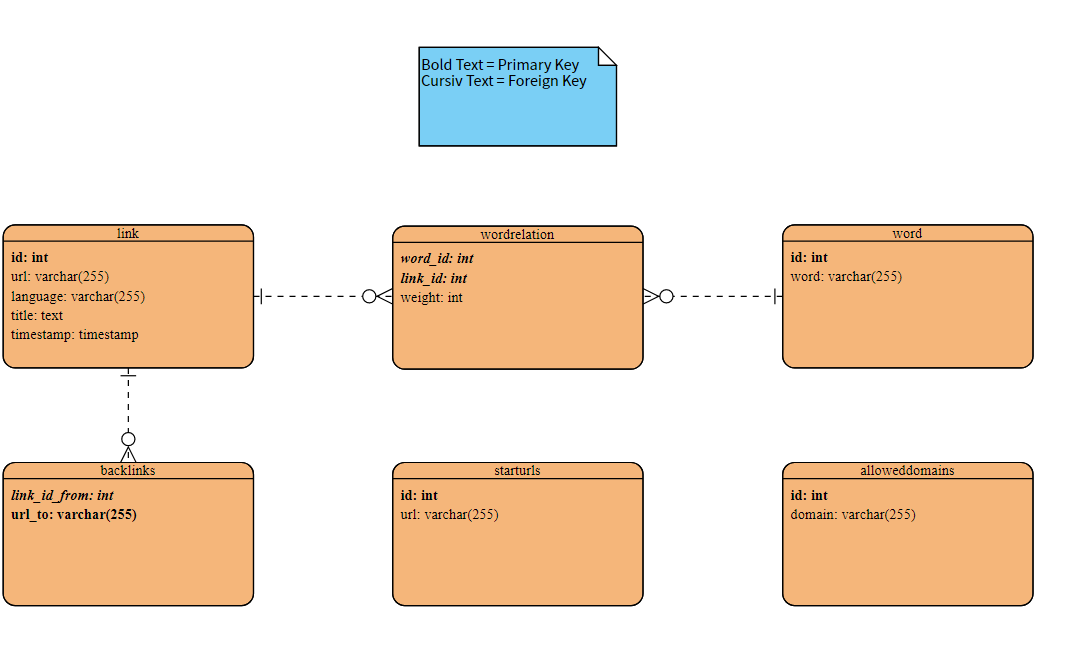 Bold Text = Primary Key
Cursiv Text = Foreign Key
link
id: int
url: varchar(255)
language: varchar(255)
title: text
timestamp: timestamp
wordrelation
word_id: int
link_id: int
weight: int
word
id: int
word: varchar(255)
backlinks
link_id_from: int
url_to: varchar(255)
starturls
id: int
url: varchar(255)
alloweddomains
id: int
domain: varchar(255)